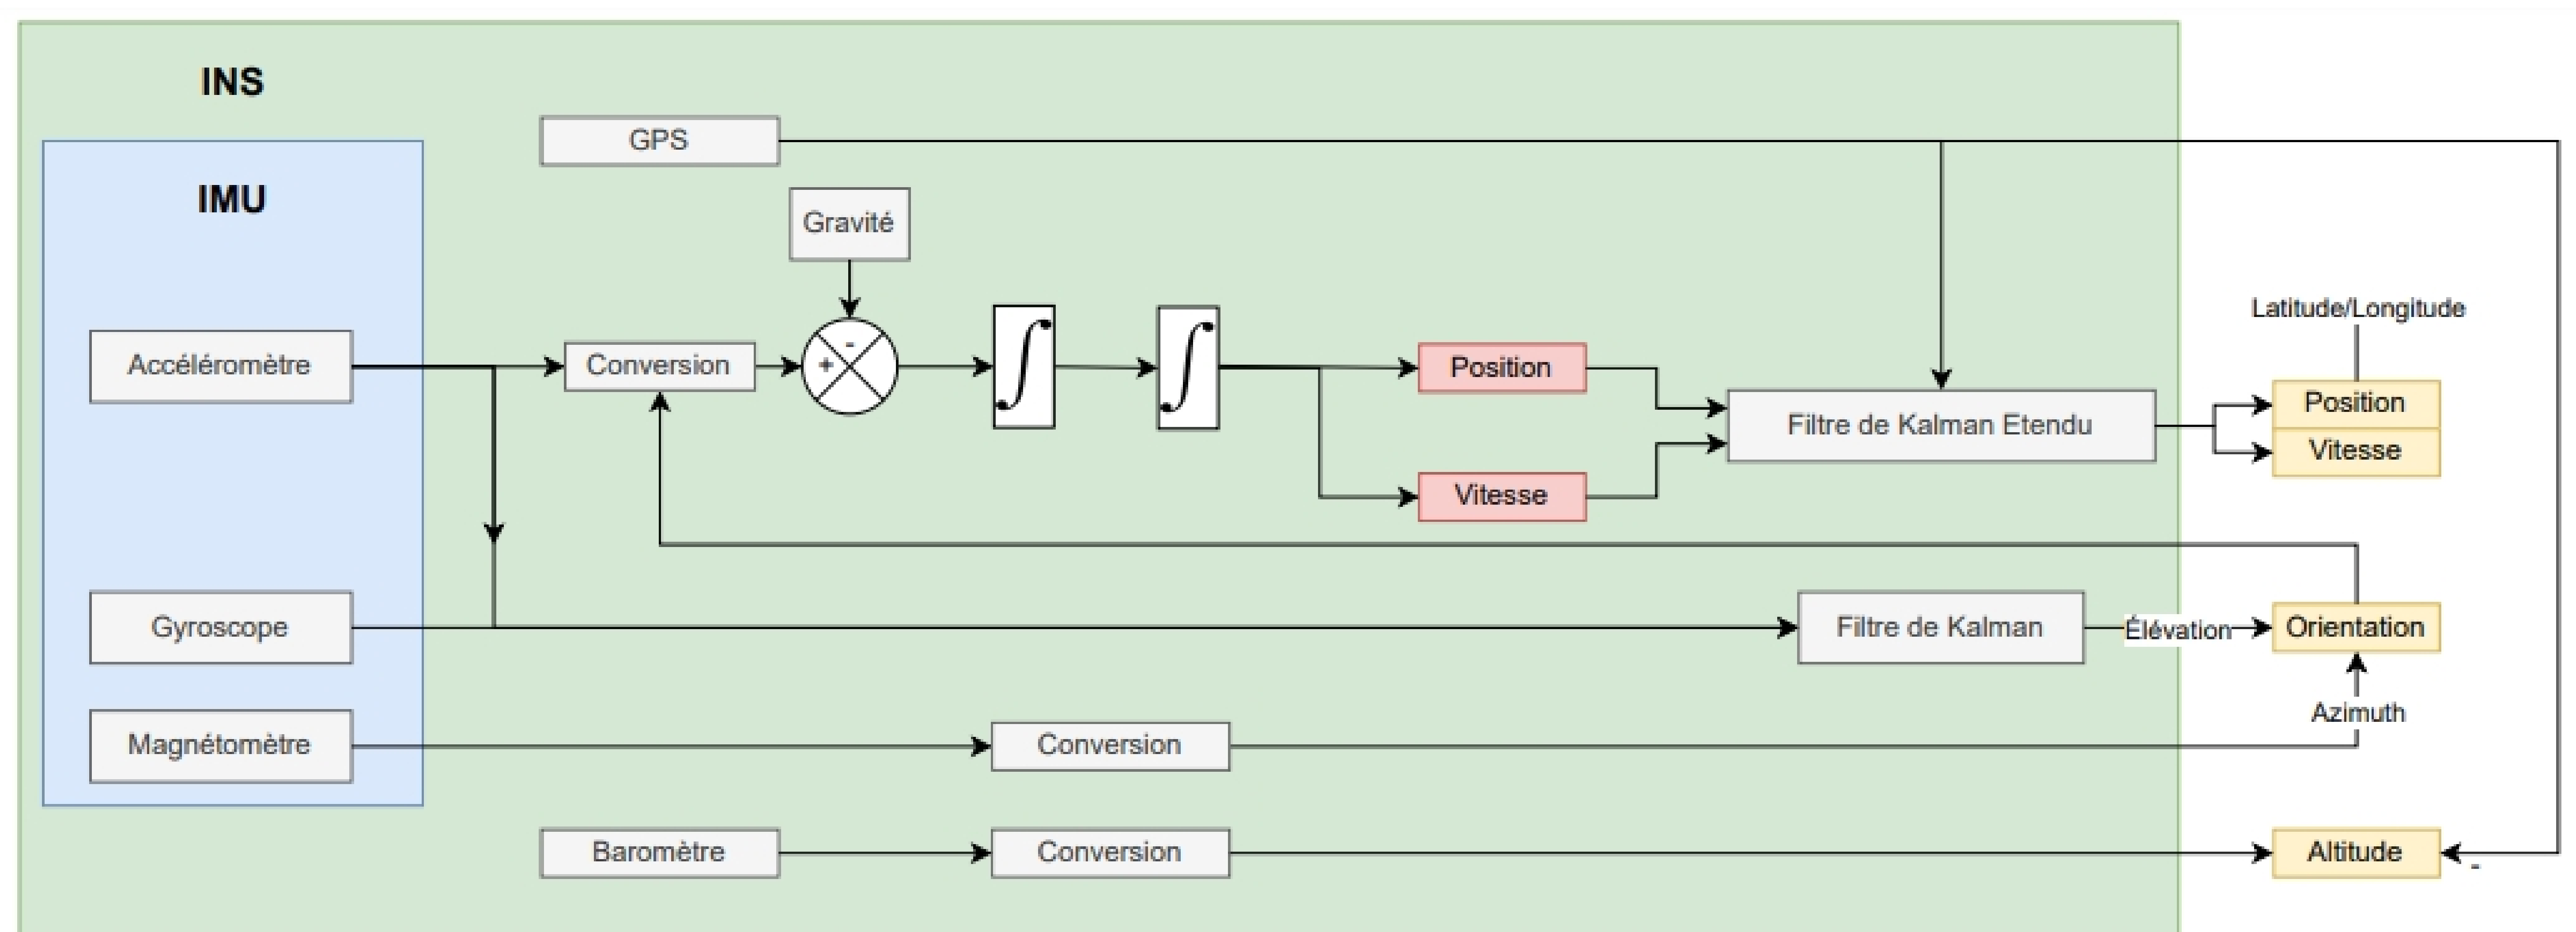 INS
GPS
IMU
Gravité
-
+
∫
∫
Accéléromètre
Conversion
Position
Vitesse
Filtre de Kalman Etendu
Latitude/Longitude
Position
Vitesse
Gyroscope
Filtre de Kalman
Élévation
Orientation
Magnétomètre
Conversion
Azimuth
Baromètre
Conversion
Altitude
-